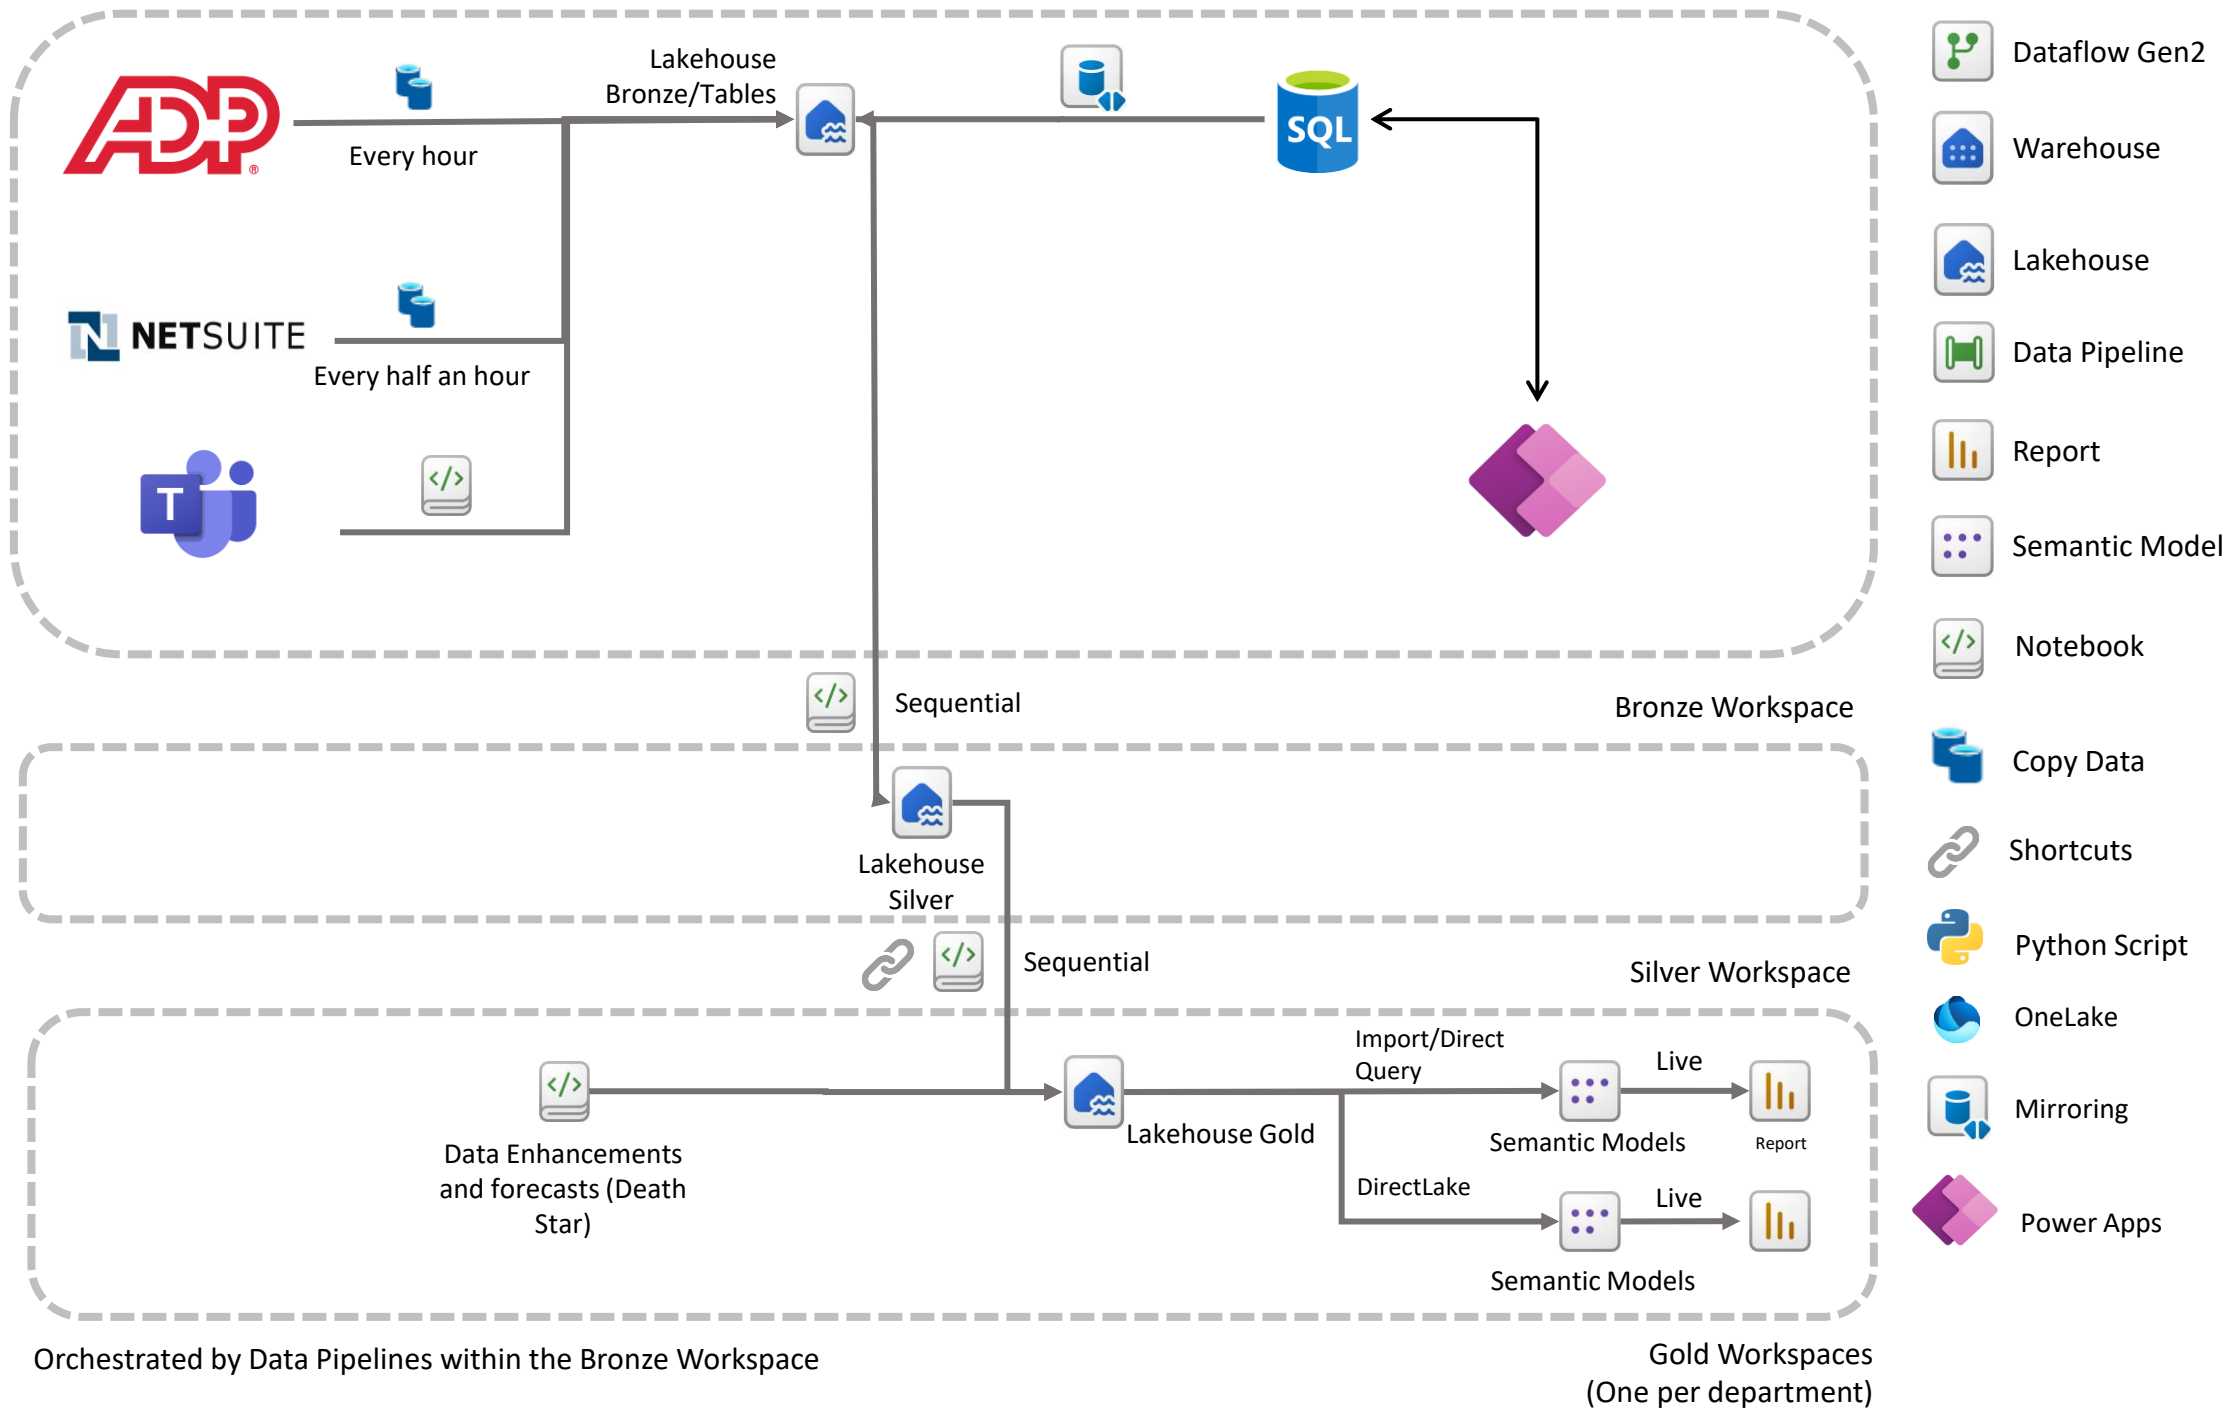 Lakehouse
Bronze/Tables
ADP
®
Every hour
SQL
NETSUITE
Every half an hour
T
</>
</>
Sequential
Bronze Workspace
Lakehouse
Silver
</>
Sequential
Silver Workspace
</>
Data Enhancements
and forecasts (Death
Star)
Lakehouse Gold
Import/Direct
Query
Live
Semantic Models
Report
DirectLake
Live
Semantic Models
Orchestrated by Data Pipelines within the Bronze Workspace
Gold Workspaces
(One per department)
Dataflow Gen2
Warehouse
Lakehouse
Data Pipeline
Report
Semantic Model
</>
Notebook
Copy Data
Shortcuts
Python Script
OneLake
Mirroring
Power Apps